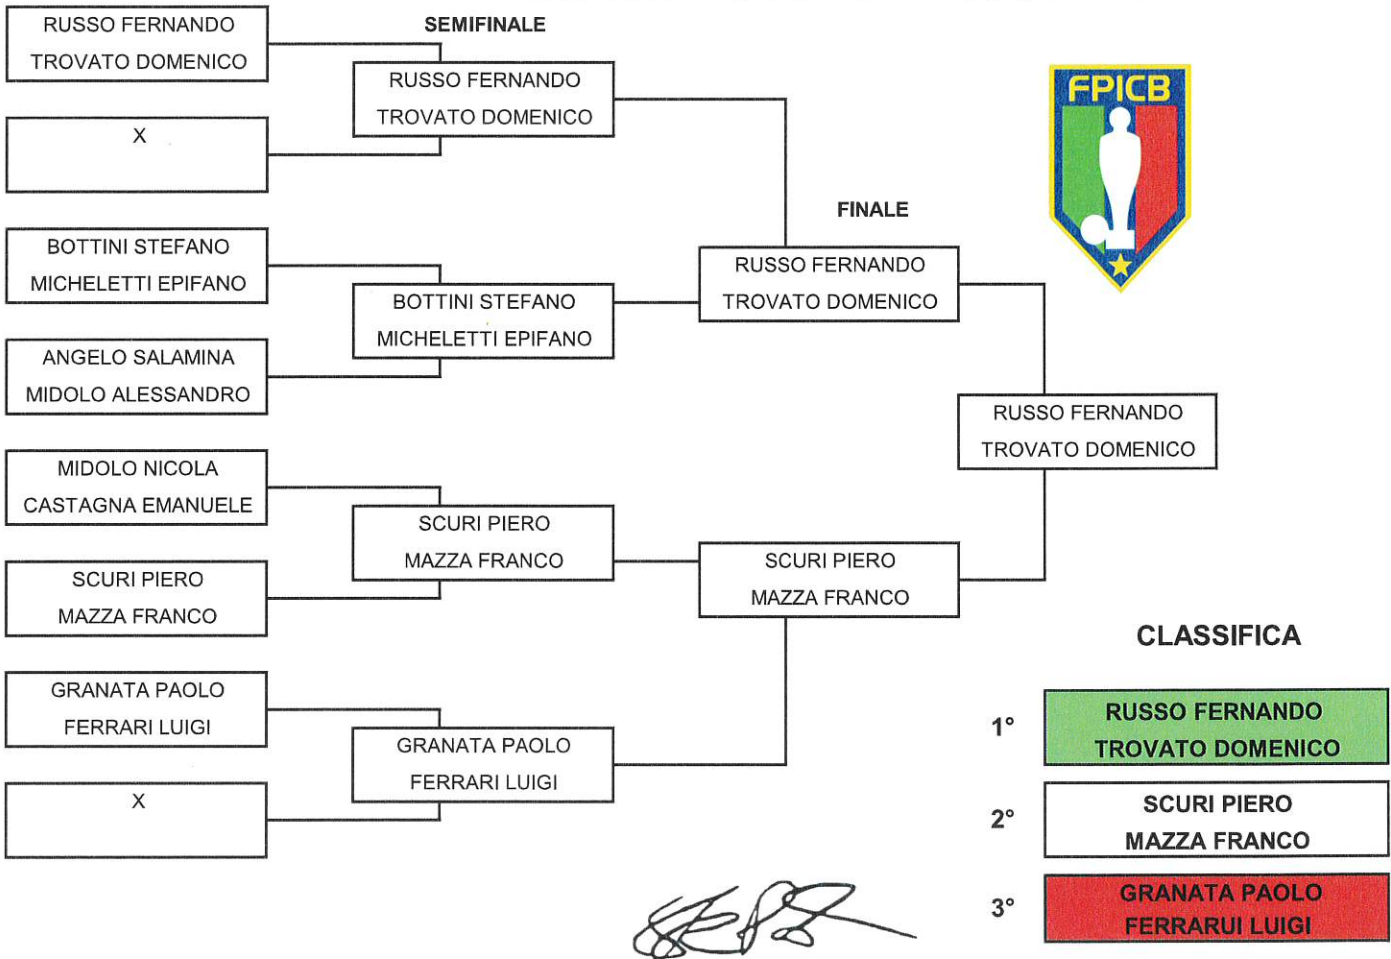 RUSSO FERNANDO
TROVATO DOMENICO
X
BOTTINI STEFANO
MICHELETTI EPIFANO
ANGELO SALAMINA
MIDOLO ALESSANDRO
MIDOLO NICOLA
CASTAGNA EMANUELE
SCURI PIERO
MAZZA FRANCO
GRANATA PAOLO
FERRARI LUIGI
X
SEMIFINALE
RUSSO FERNANDO
TROVATO DOMENICO
BOTTINI STEFANO
MICHELETTI EPIFANO
SCURI PIERO
MAZZA FRANCO
GRANATA PAOLO
FERRARI LUIGI
FINALE
RUSSO FERNANDO
TROVATO DOMENICO
SCURI PIERO
MAZZA FRANCO
RUSSO FERNANDO
TROVATO DOMENICO
FPICB
CLASSIFICA
1°
RUSSO FERNANDO
TROVATO DOMENICO
2°
SCURI PIERO
MAZZA FRANCO
3°
GRANATA PAOLO
FERRARUI LUIGI